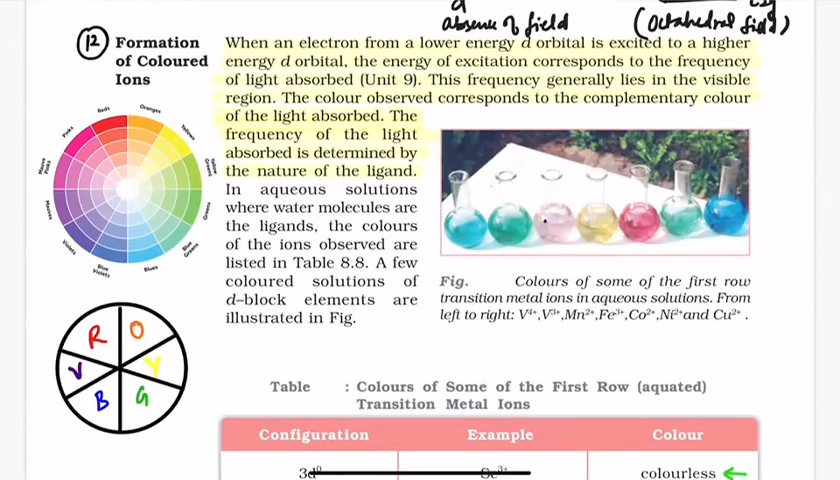 absence of field
(octahedral field)
12
Formation
of Coloured
Ions
When an electron from a lower energy d orbital is excited to a higher
energy d orbital, the energy of excitation corresponds to the frequency
of light absorbed (Unit 9). This frequency generally lies in the visible
region. The colour observed corresponds to the complementary colour
of the light absorbed. The
frequency of the light
absorbed is determined by
the nature of the ligand.
In aqueous solutions
where water molecules are
the ligands, the colours
of the ions observed are
listed in Table 8.8. A few
coloured solutions of
d-block elements are
illustrated in Fig.
Reds
Oranges
Yellows
Yellow Greens
Greens
Blue Greens
Blues
Blue Violets
Violets
Mauves
Mauve Pinks
Pinks
R O
V Y
B G
Fig. Colours of some of the first row
transition metal ions in aqueous solutions. From
left to right: V⁴⁺,V³⁺,Mn²⁺,Fe³⁺,Co²⁺,Ni²⁺and Cu²⁺ .
Table : Colours of Some of the First Row (aquated)
Transition Metal Ions
Configuration Example Colour
3d⁰ Sc³⁺ colourless